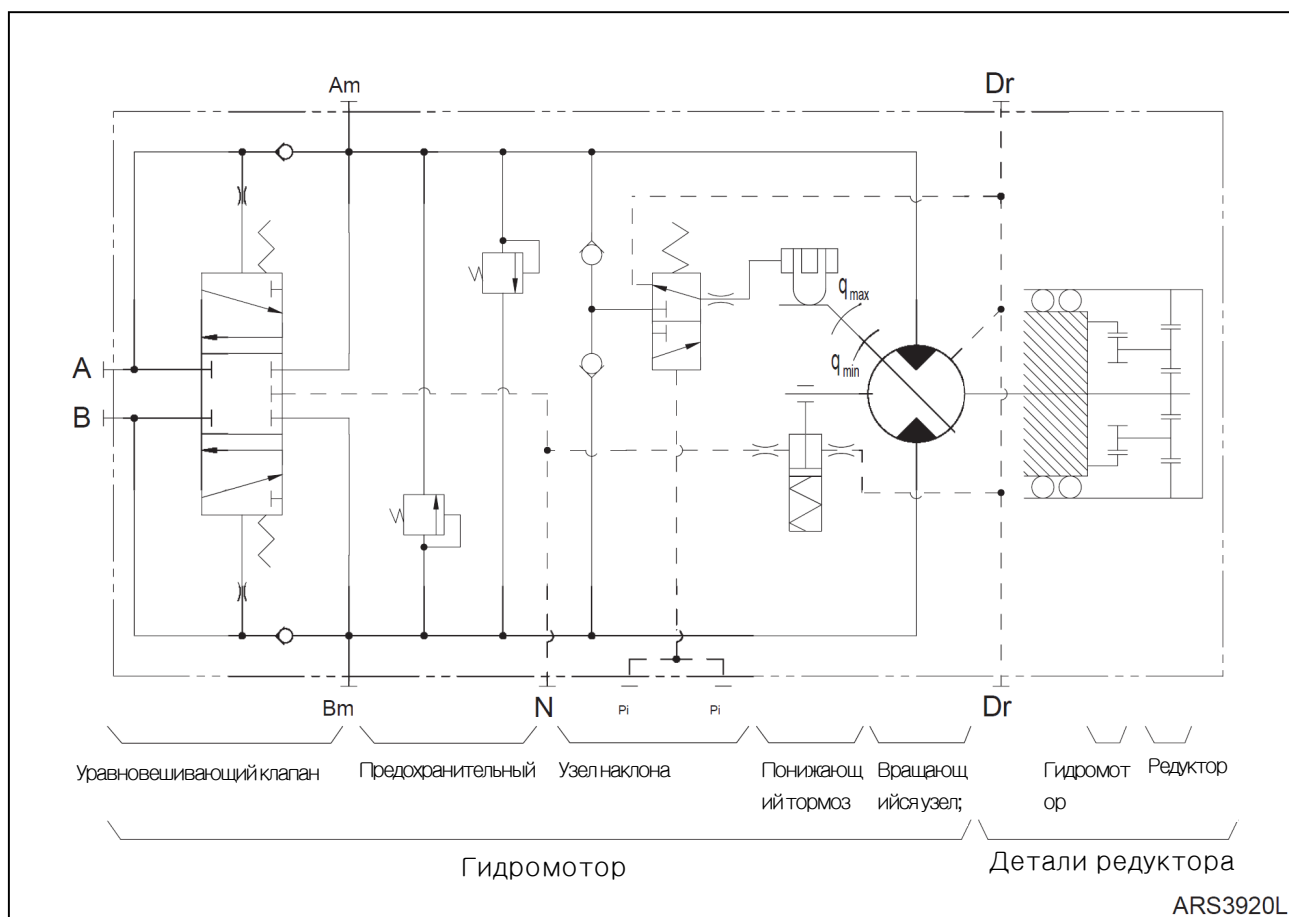 Am
Dr
q max
q min
A
B
Bm
N
Pi
Pi
Dr
Уравновешивающий клапан
Предохранительный
Узел наклона
Понижающ
ий тормоз
Вращающ
ийся узел;
Гидромот
ор
Редуктор
Гидромотор
Детали редуктора
ARS3920L